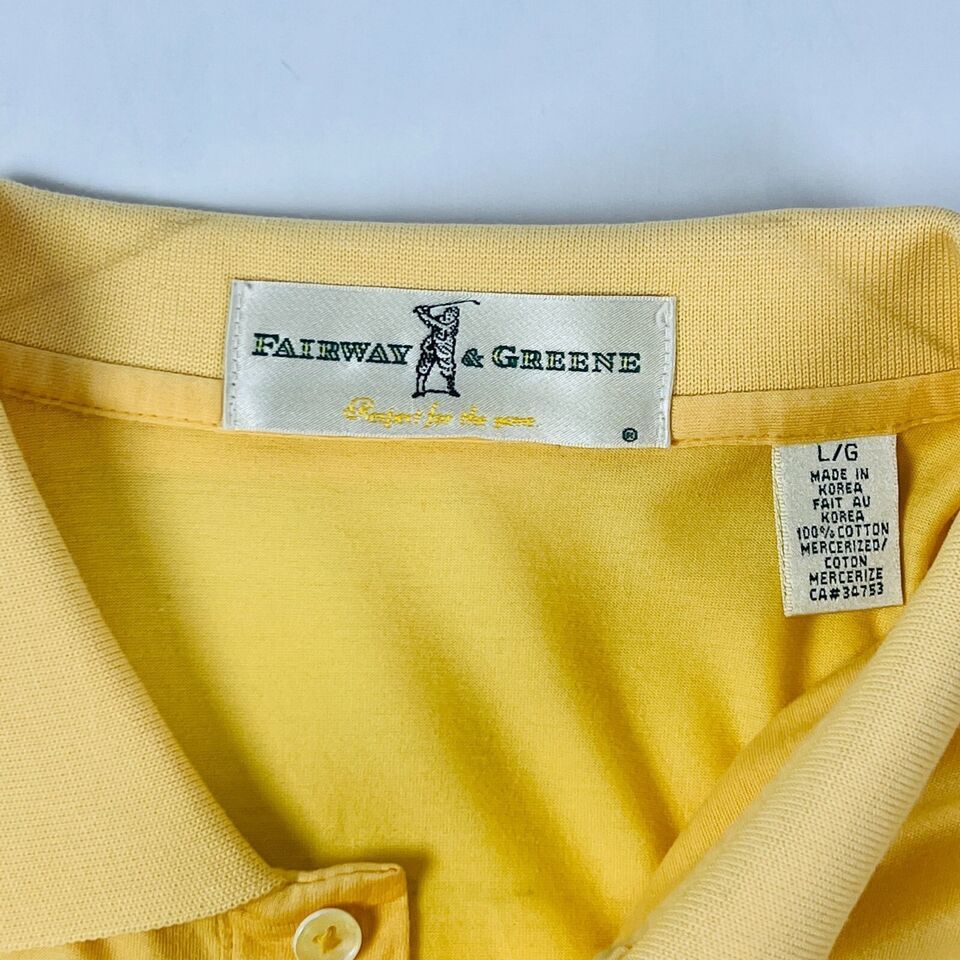 FAIRWAY & GREENE
Respect for the game.
®
L/G
MADE IN
KOREA
FAIT AU
KOREA
100% COTTON
MERCERIZED/
COTON
MERCERIZE
CA#34753